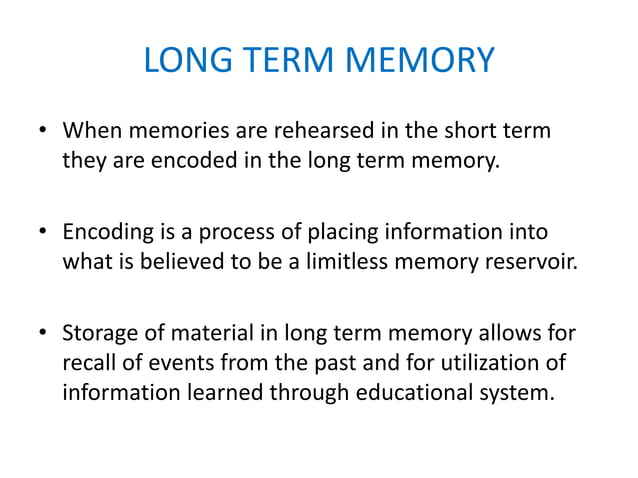 LONG TERM MEMORY
• When memories are rehearsed in the short term
they are encoded in the long term memory.
• Encoding is a process of placing information into
what is believed to be a limitless memory reservoir.
• Storage of material in long term memory allows for
recall of events from the past and for utilization of
information learned through educational system.